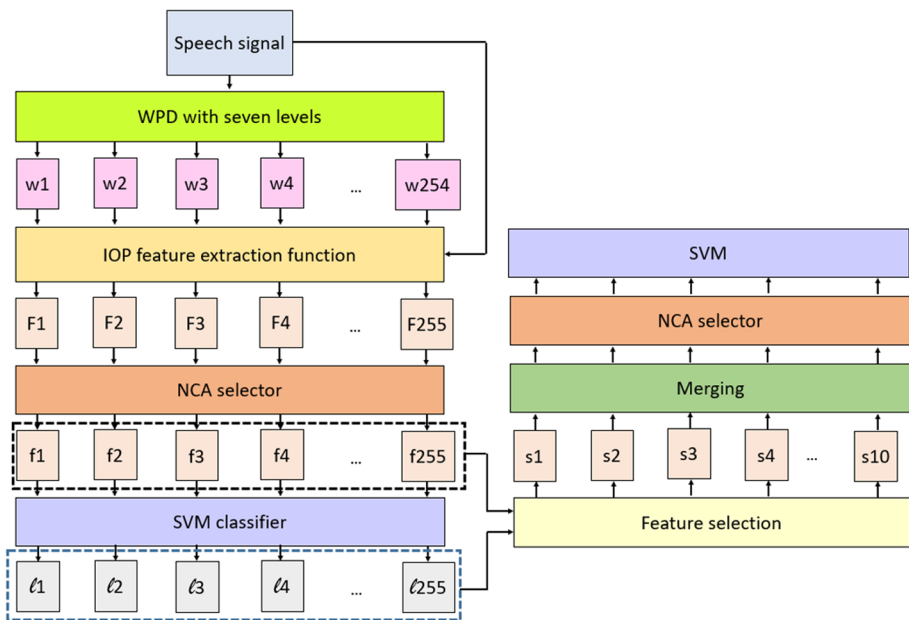 Speech signal
WPD with seven levels
w1 w2 w3 w4 ... w254
IOP feature extraction function
F1 F2 F3 F4 ... F255
NCA selector
f1 f2 f3 f4 ... f255
SVM classifier
ℓ1 ℓ2 ℓ3 ℓ4 ... ℓ255
SVM
NCA selector
Merging
s1 s2 s3 s4 ... s10
Feature selection